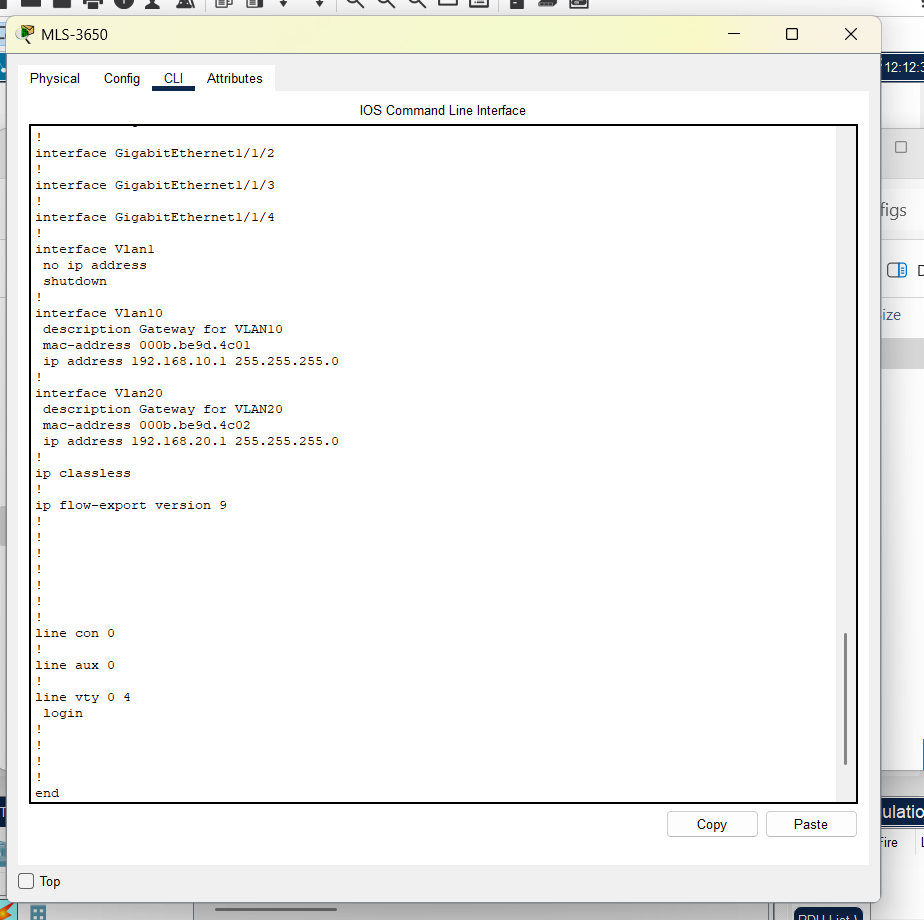 MLS-3650
12:12:3
Physical Config CLI Attributes
IOS Command Line Interface
!
interface GigabitEthernet1/1/2
!
interface GigabitEthernet1/1/3
!
interface GigabitEthernet1/1/4
!
interface Vlan1
no ip address
shutdown
!
interface Vlan10
description Gateway for VLAN10
mac-address 000b.be9d.4c01
ip address 192.168.10.1 255.255.255.0
!
interface Vlan20
description Gateway for VLAN20
mac-address 000b.be9d.4c02
ip address 192.168.20.1 255.255.255.0
!
ip classless
!
ip flow-export version 9
!
!
!
!
!
!
!
line con 0
!
line aux 0
!
line vty 0 4
login
!
!
!
!
end
Copy Paste
Top
figs
ize
ulatio
Fire
PDU List